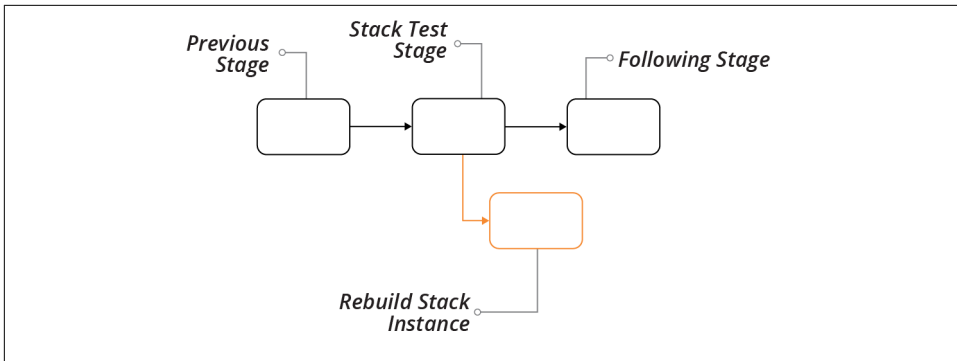 Previous
Stage
Stack Test
Stage
Following Stage
Rebuild Stack
Instance